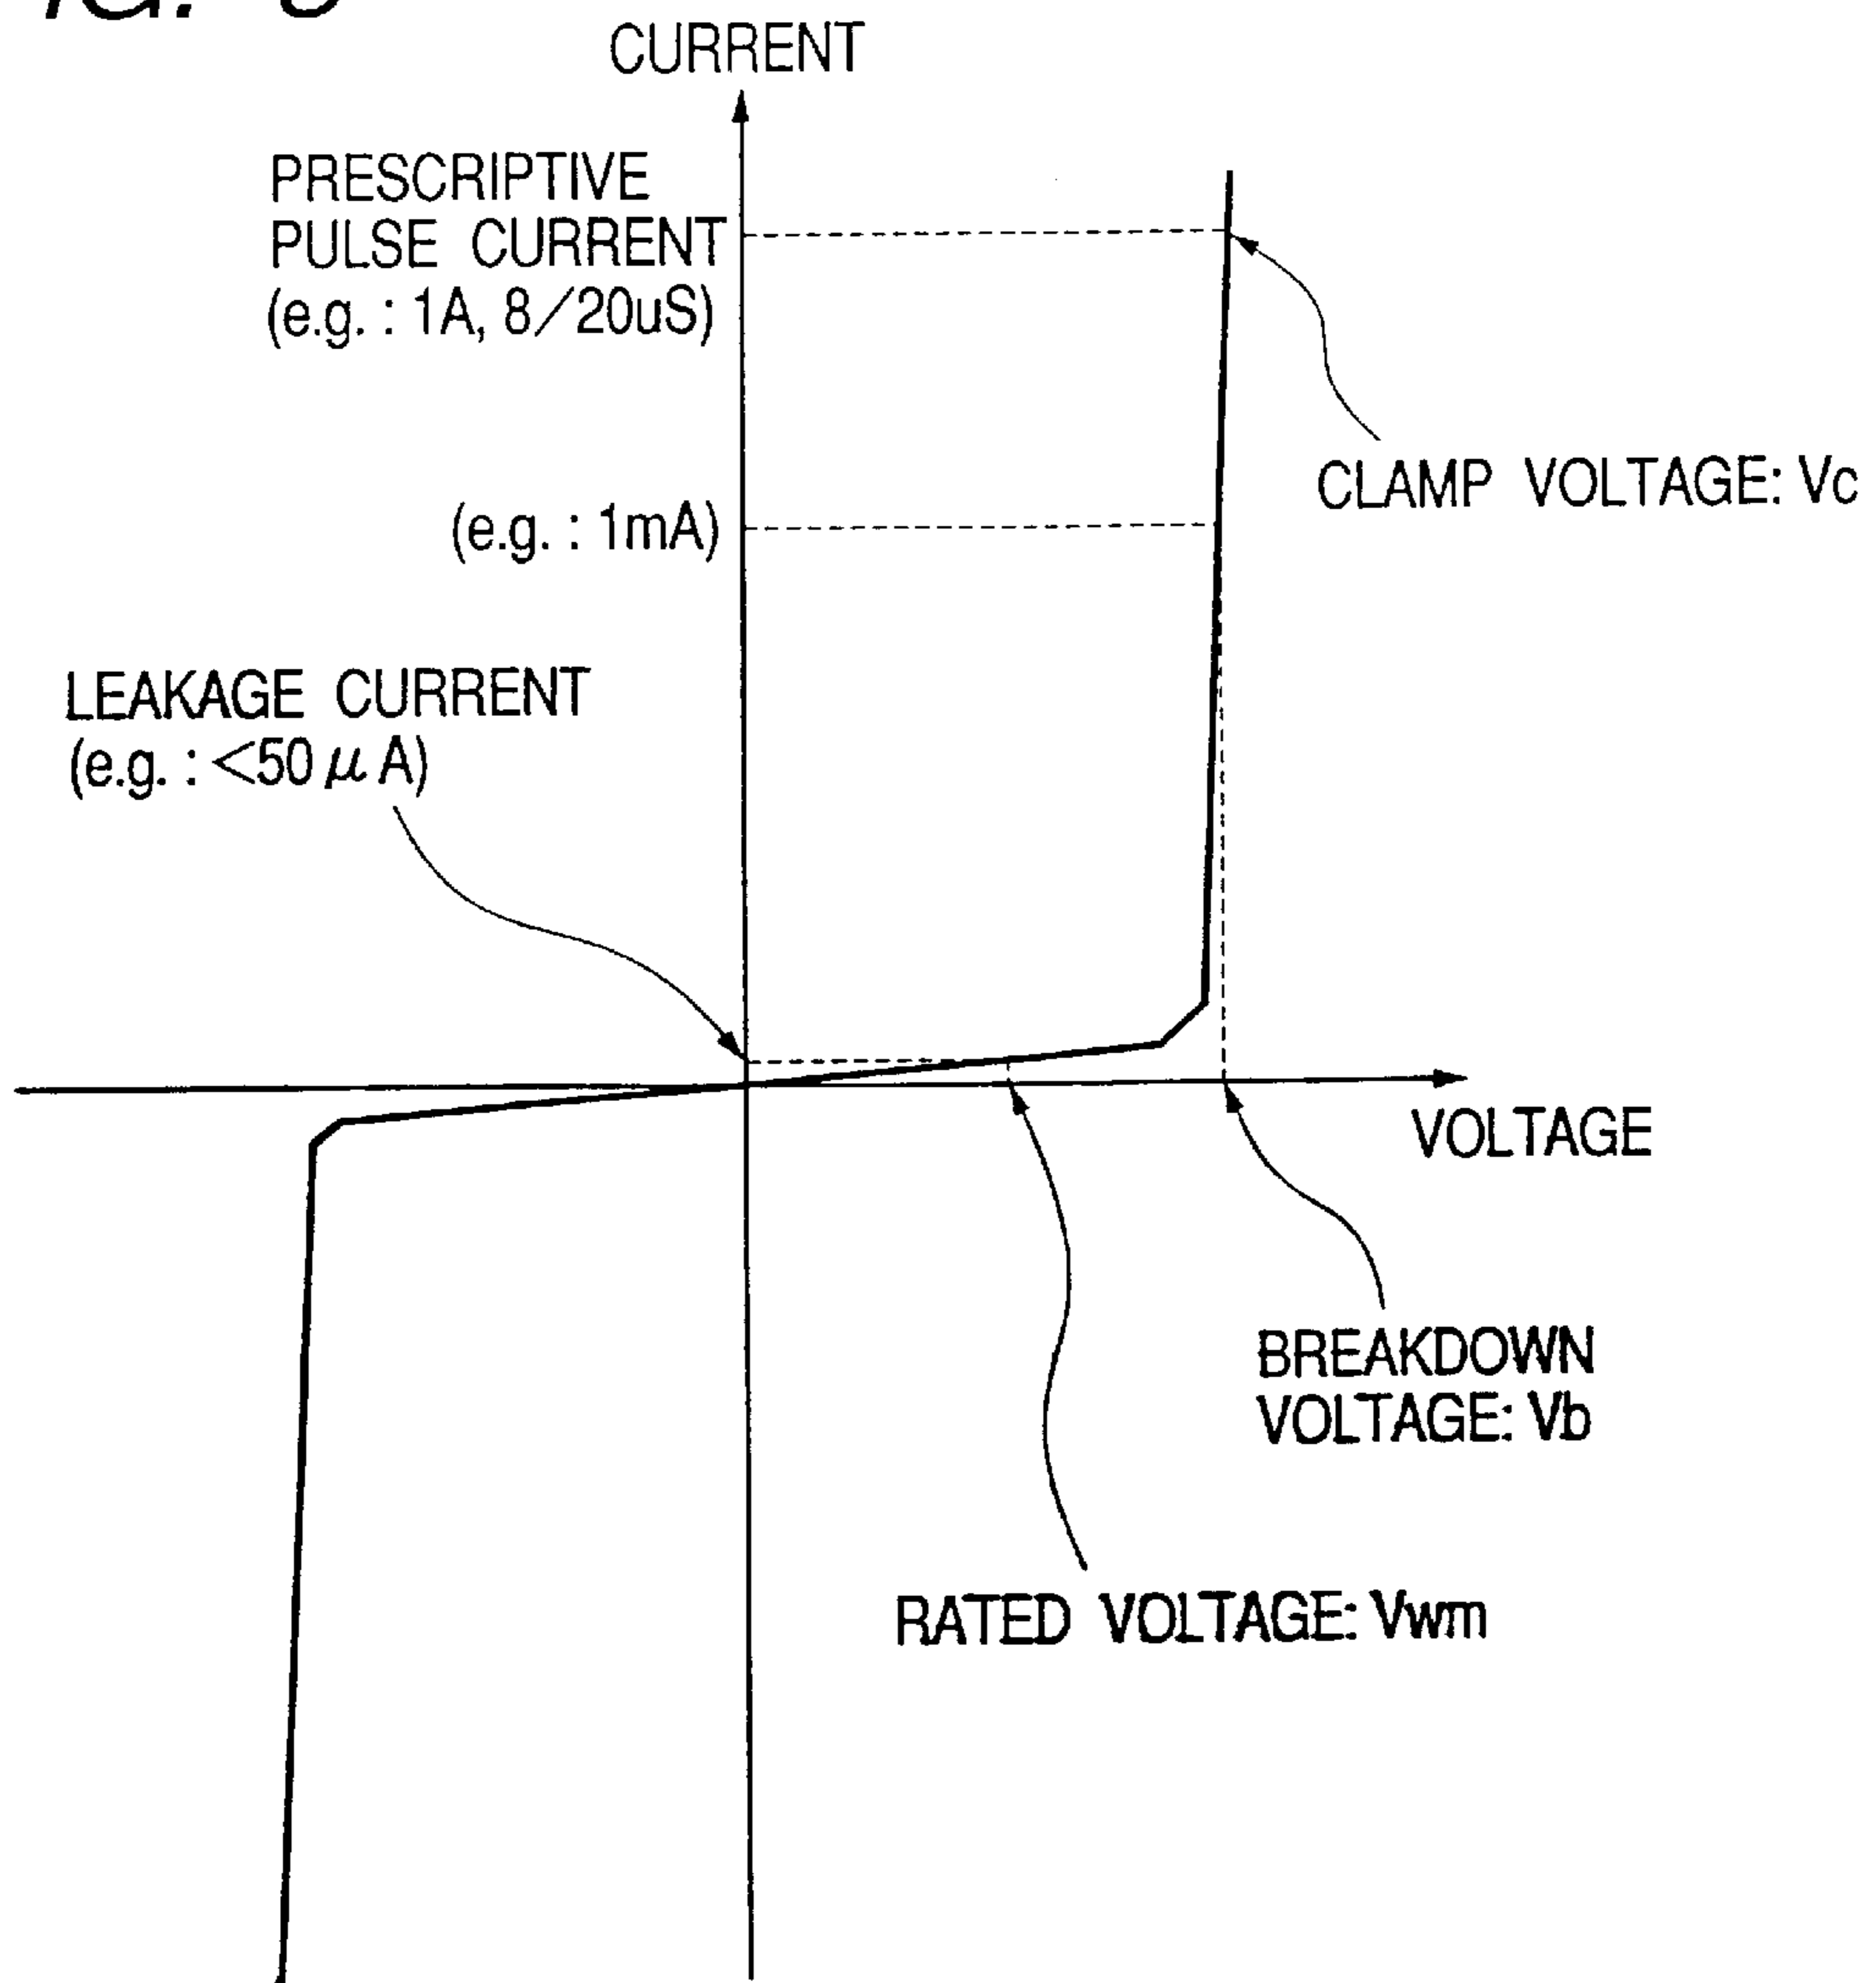 CURRENT
PRESCRIPTIVE
PULSE CURRENT
(e.g. : 1A, 8/20uS)
CLAMP VOLTAGE: Vc
(e.g. : 1mA)
LEAKAGE CURRENT
(e.g. : <50 μ A)
VOLTAGE
BREAKDOWN
VOLTAGE: Vb
RATED VOLTAGE: Vwm